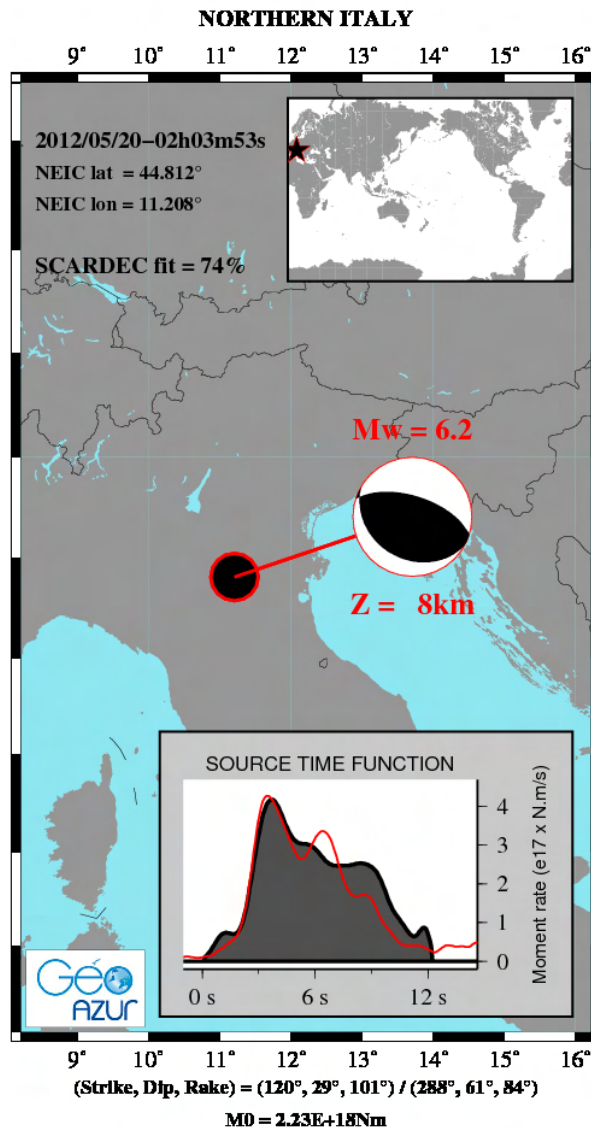 NORTHERN ITALY
9° 10° 11° 12° 13° 14° 15° 16°
2012/05/20−02h03m53s
NEIC lat = 44.812°
NEIC lon = 11.208°
SCARDEC fit = 74%
Mw = 6.2
Z = 8km
SOURCE TIME FUNCTION
4
3
2
1
0
Moment rate (e17 x N.m/s)
0 s 6 s 12 s
GéO
AZUR
9° 10° 11° 12° 13° 14° 15° 16°
(Strike, Dip, Rake) = (120°, 29°, 101°) / (288°, 61°, 84°)
M0 = 2.23E+18Nm